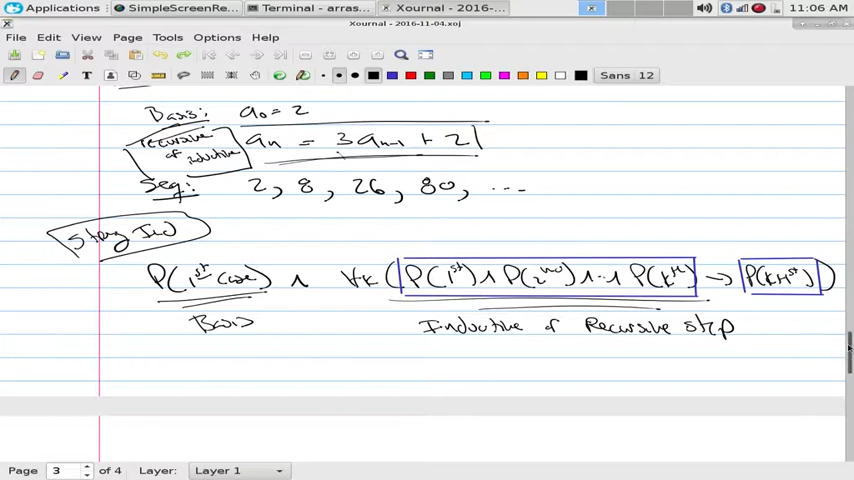 Applications SimpleScreenRe... Terminal - arras... Xournal - 2016-... 11:06 AM
Xournal - 2016-11-04.xoj
File Edit View Page Tools Options Help
T Sans 12
Basis: a₀ = 2
recursive
or inductive
aₙ = 3aₙ₋₁ + 2
Seq: 2, 8, 26, 80, ...
Strong Ind
P(1st case) ∧ ∀k (P(1st) ∧ P(2nd) ∧ ... ∧ P(kth) → P(k+1st))
Basis Inductive or Recursive step
Page 3 of 4 Layer: Layer 1